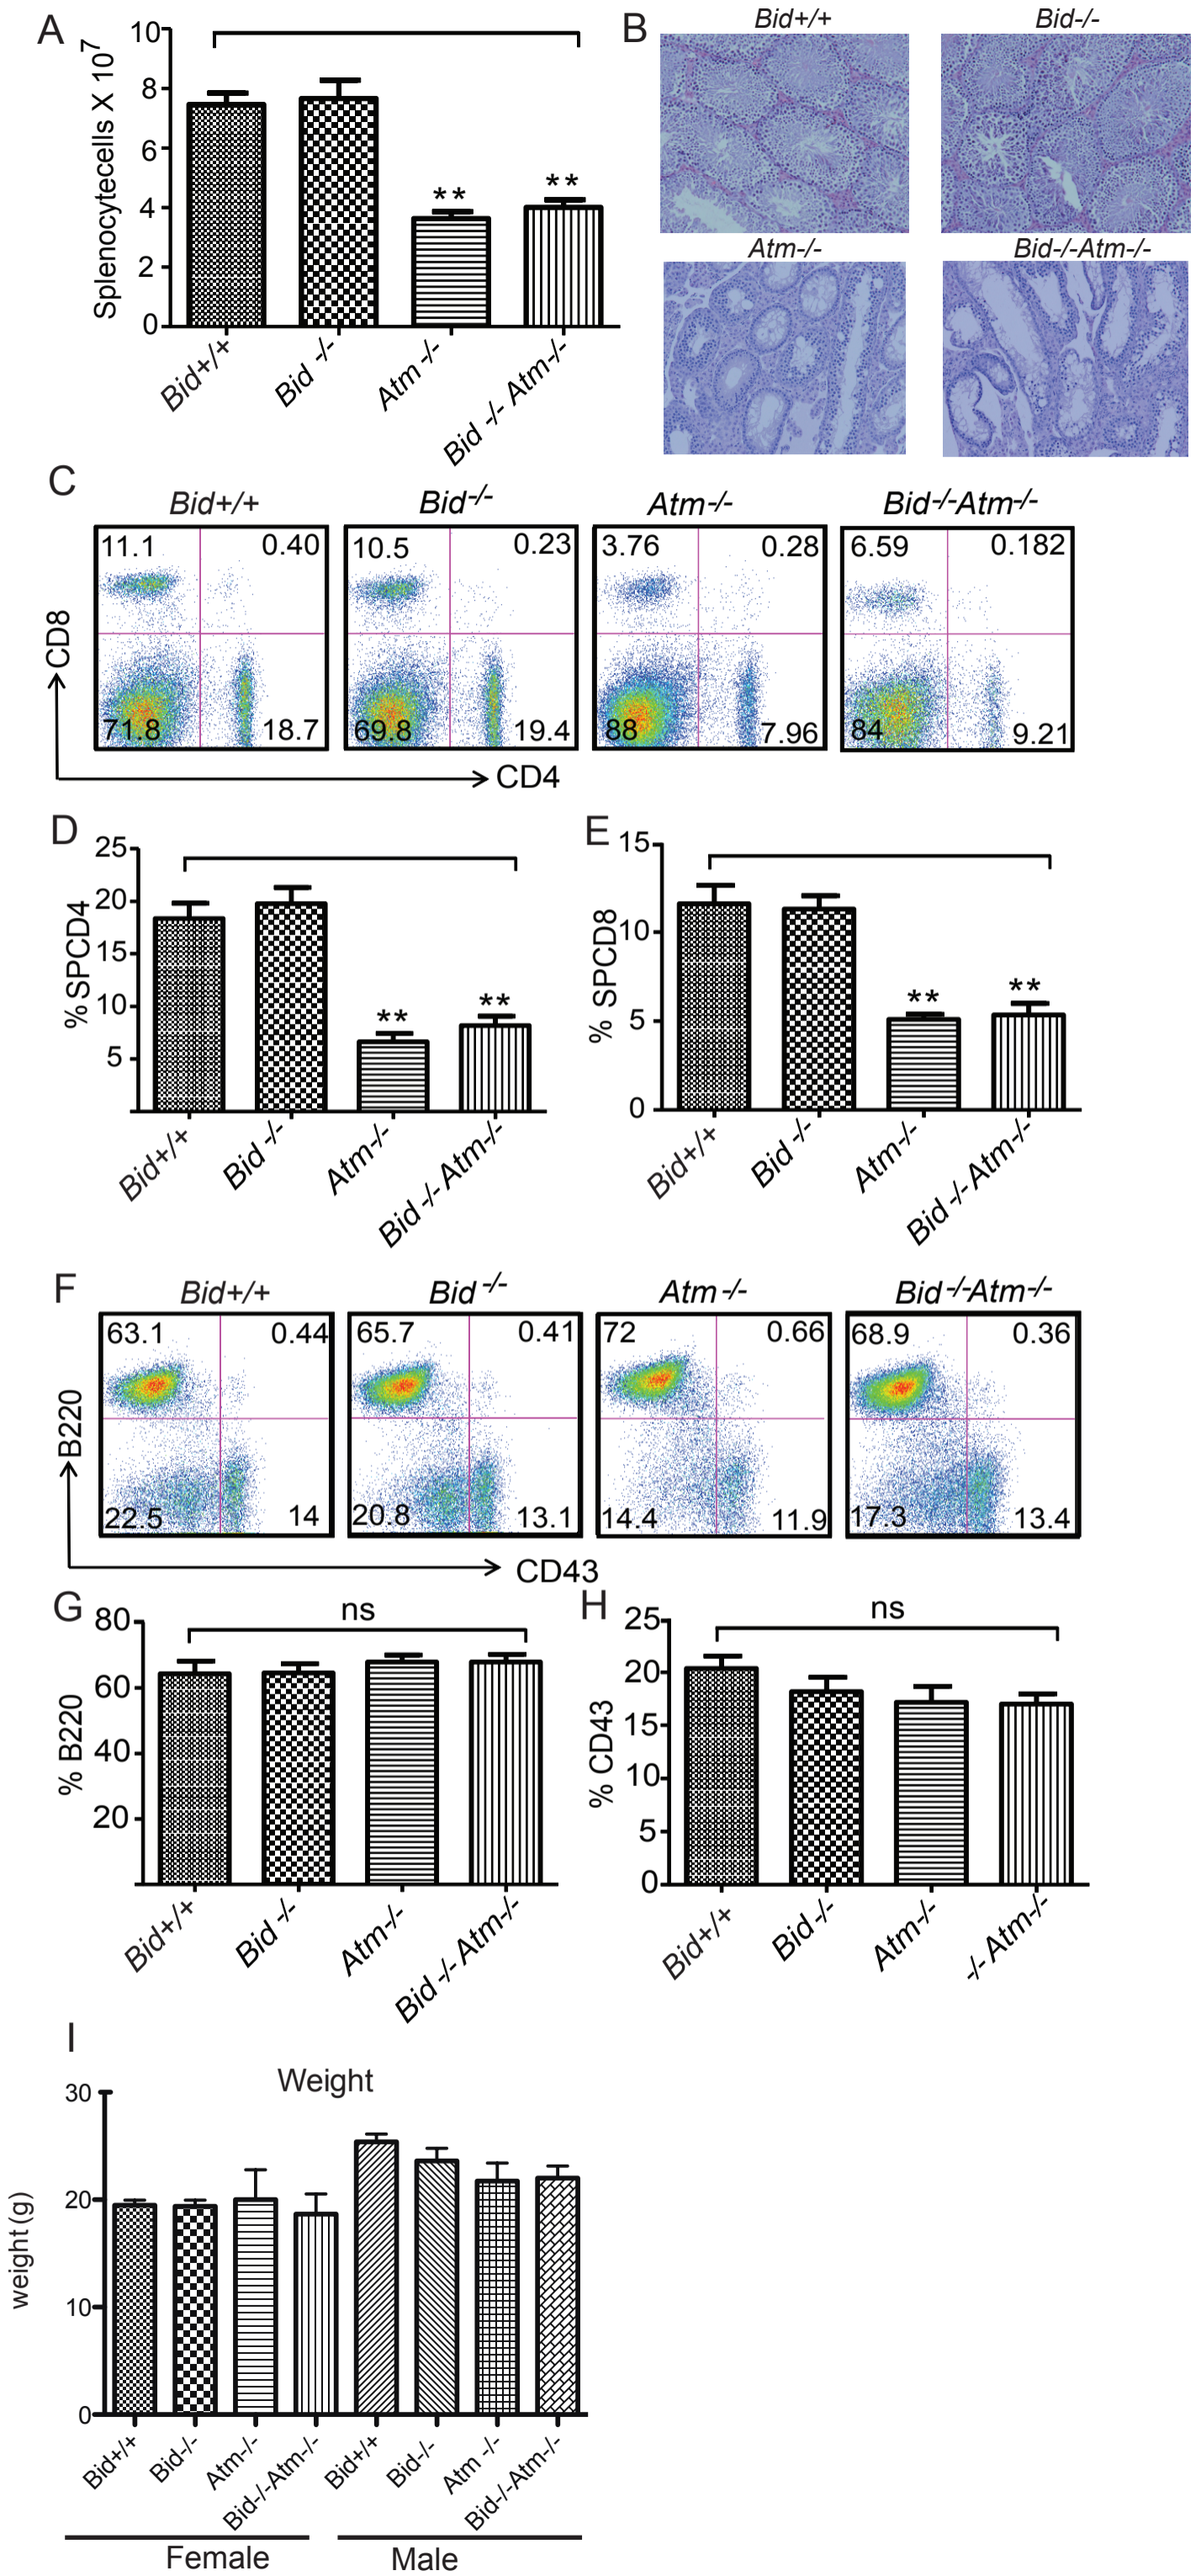 A
Splenocytecells X 10^7
10
8
6
4
2
0
** **
Bid+/+ Bid -/- Atm -/- Bid -/- Atm-/-
B
Bid+/+ Bid-/-
Atm-/- Bid-/-Atm-/-
C
Bid+/+ Bid-/- Atm-/- Bid-/-Atm-/-
11.1 0.40 10.5 0.23 3.76 0.28 6.59 0.182
71.8 18.7 69.8 19.4 88 7.96 84 9.21
CD8
CD4
D
% SPCD4
25
20
15
10
5
** **
Bid+/+ Bid -/- Atm-/- Bid -/- Atm-/-
E
% SPCD8
15
10
5
0
** **
Bid+/+ Bid -/- Atm-/- Bid -/- Atm-/-
F
Bid+/+ Bid -/- Atm -/- Bid -/-Atm-/-
63.1 0.44 65.7 0.41 72 0.66 68.9 0.36
22.5 14 20.8 13.1 14.4 11.9 17.3 13.4
B220
CD43
G
ns
% B220
80
60
40
20
Bid+/+ Bid -/- Atm-/- Bid -/- Atm-/-
H
ns
% CD43
25
20
15
10
5
0
Bid+/+ Bid -/- Atm-/- -/- Atm-/-
I
Weight
weight (g)
30
20
10
0
Bid+/+ Bid-/- Atm-/- Bid-/-Atm-/- Bid+/+ Bid-/- Atm -/- Bid-/-Atm-/-
Female Male